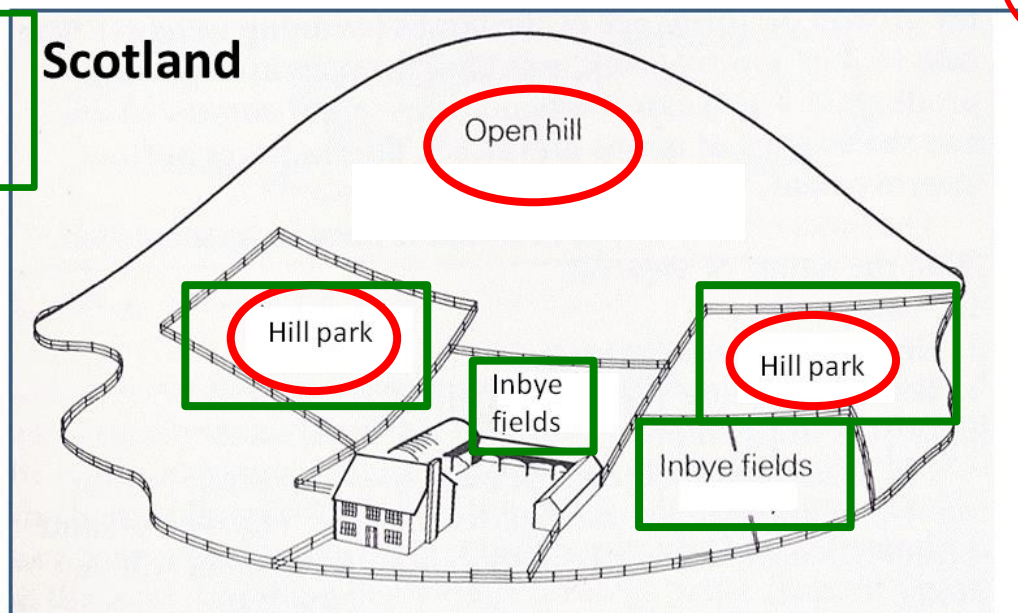 Scotland
Open hill
Hill park
Hill park
Inbye
fields
Inbye fields